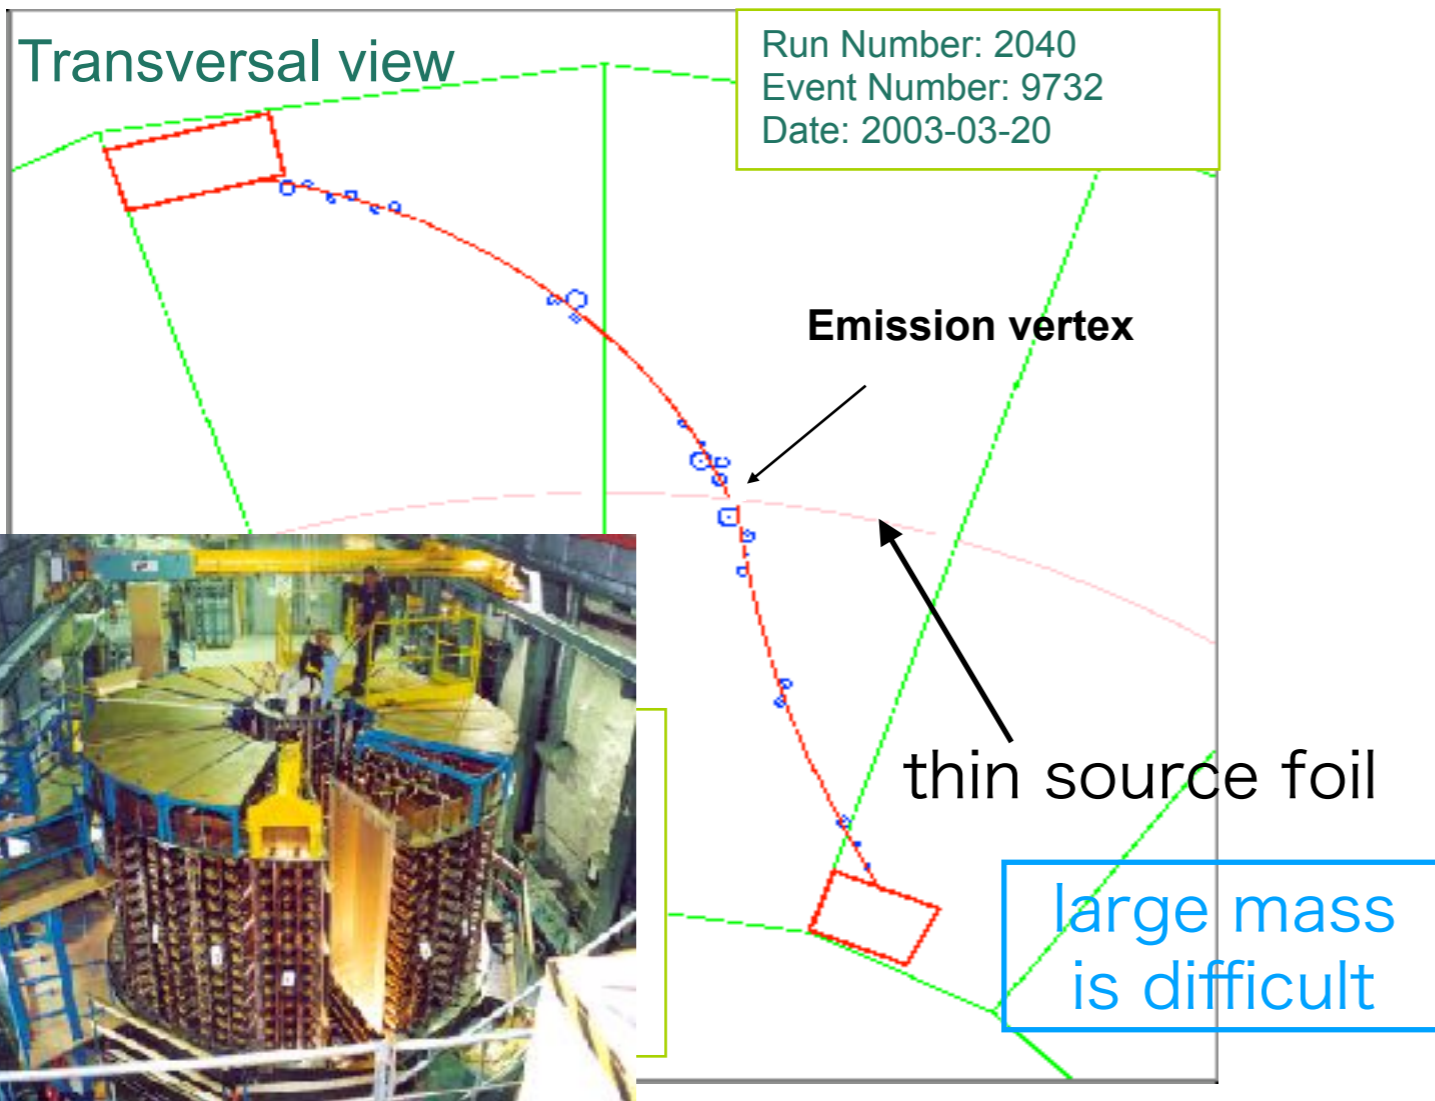 Transversal view
Run Number: 2040
Event Number: 9732
Date: 2003-03-20
Emission vertex
thin source foil
large mass
is difficult